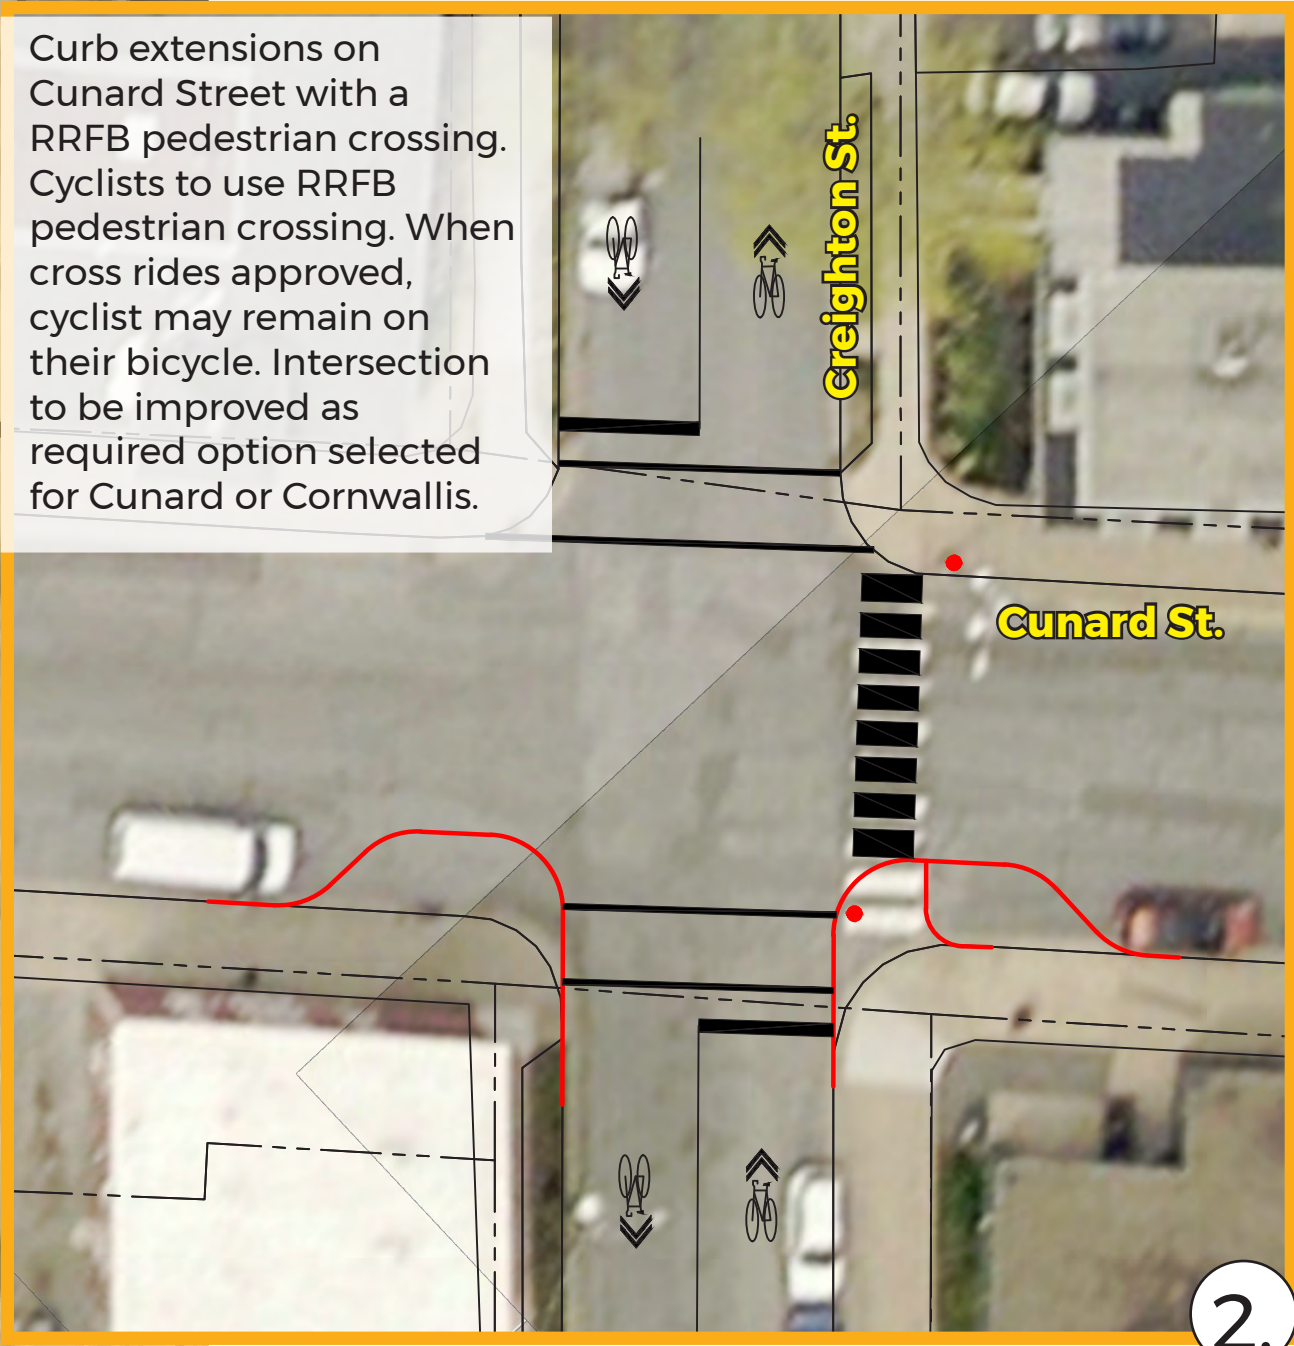 Curb extensions on
Cunard Street with a
RRFB pedestrian crossing.
Cyclists to use RRFB
pedestrian crossing. When
cross rides approved,
cyclist may remain on
their bicycle. Intersection
to be improved as
required option selected
for Cunard or Cornwallis.
Creighton St.
Cunard St.
2.